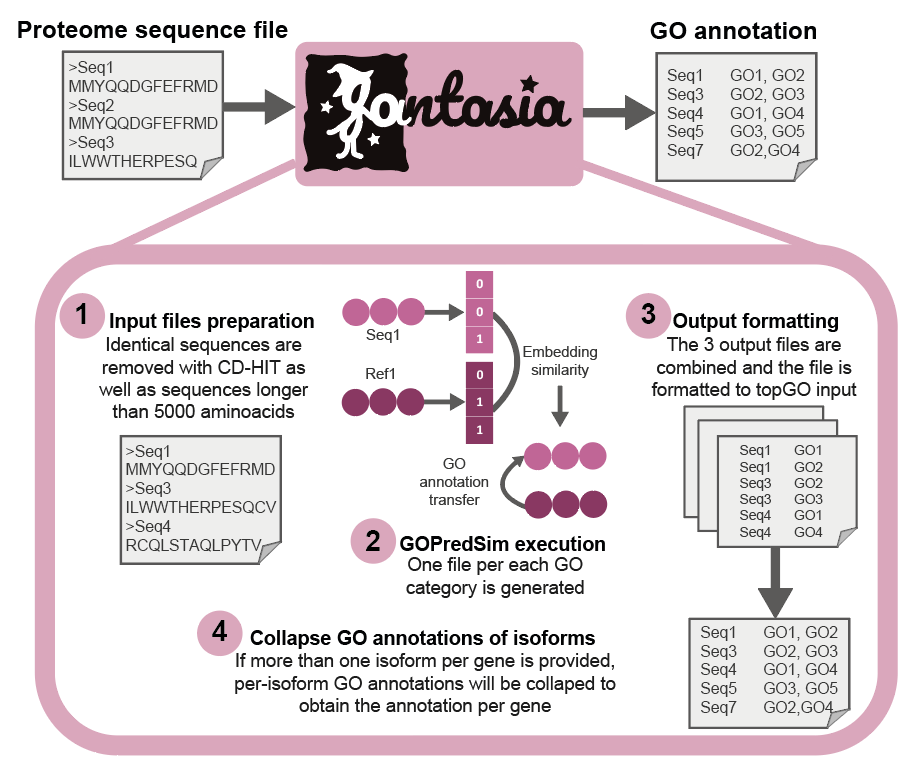 Proteome sequence file
>Seq1
MMYQQDGFEFRMD
>Seq2
MMYQQDGFEFRMD
>Seq3
ILWWTHERPESQ
fantasia
GO annotation
Seq1 GO1, GO2
Seq3 GO2, GO3
Seq4 GO1, GO4
Seq5 GO3, GO5
Seq7 GO2,GO4
1
Input files preparation
Identical sequences are
removed with CD-HIT as
well as sequences longer
than 5000 aminoacids
>Seq1
MMYQQDGFEFRMD
>Seq3
ILWWTHERPESQCV
>Seq4
RCQLSTAQLPYTV
Seq1
0
0
1
Ref1
0
1
1
Embedding
similarity
GO
annotation
transfer
2
GOPredSim execution
One file per each GO
category is generated
3
Output formatting
The 3 output files are
combined and the file is
formatted to topGO input
Seq1 GO1
Seq1 GO2
Seq3 GO2
Seq3 GO3
Seq4 GO1
Seq4 GO4
Seq1 GO1, GO2
Seq3 GO2, GO3
Seq4 GO1, GO4
Seq5 GO3, GO5
Seq7 GO2,GO4
4
Collapse GO annotations of isoforms
If more than one isoform per gene is provided,
per-isoform GO annotations will be collaped to
obtain the annotation per gene